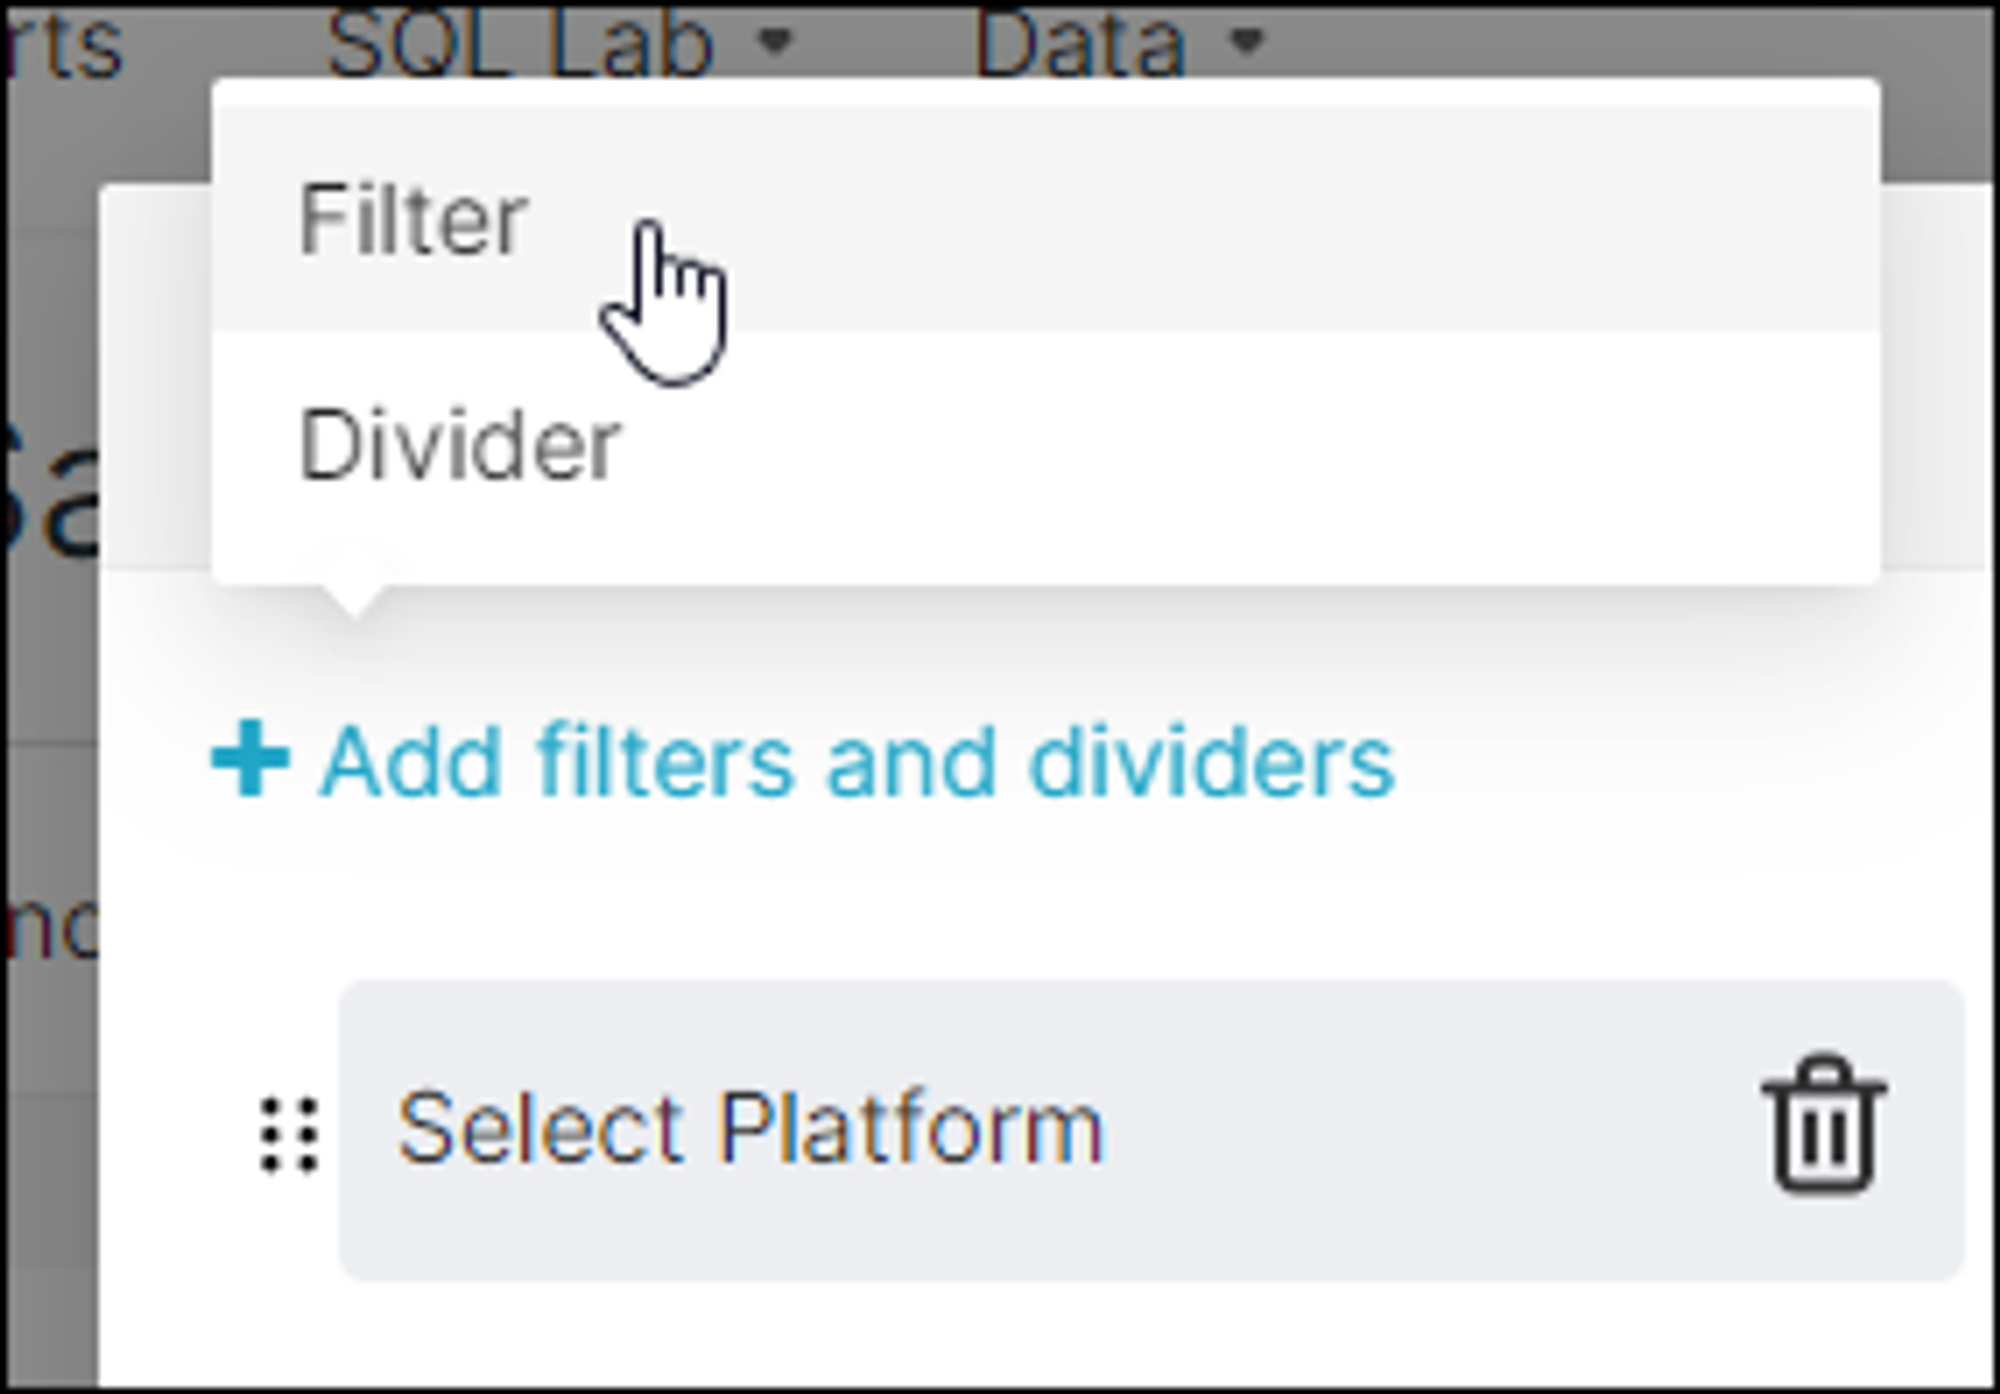 SQL Lab Data
Filter
Divider
Add filters and dividers
Select Platform